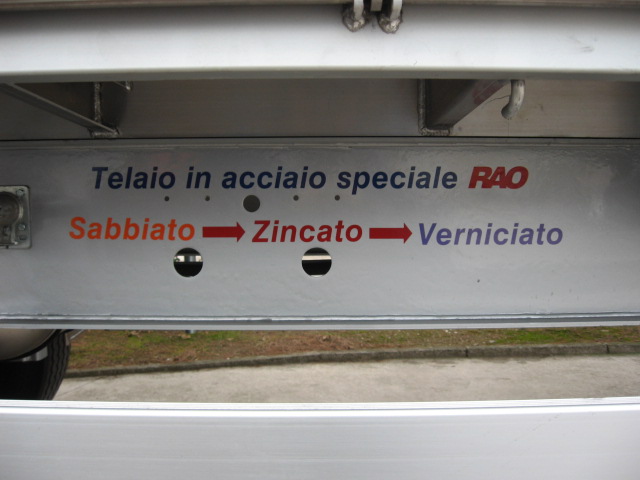 Telaio in acciaio speciale RAO
Sabbiato → Zincato → Verniciato